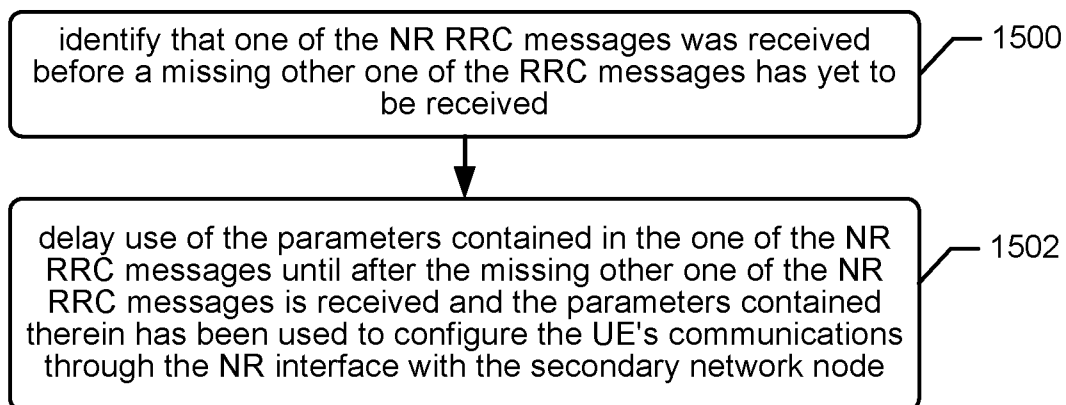 identify that one of the NR RRC messages was received
before a missing other one of the RRC messages has yet to
be received
1500
delay use of the parameters contained in the one of the NR
RRC messages until after the missing other one of the NR
RRC messages is received and the parameters contained
therein has been used to configure the UE's communications
through the NR interface with the secondary network node
1502